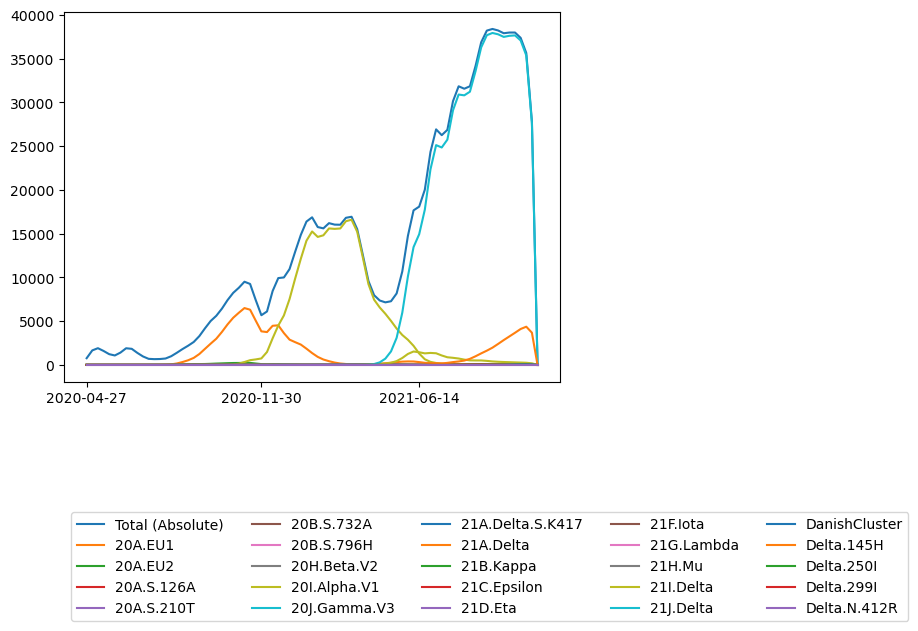 40000
35000
30000
25000
20000
15000
10000
5000
0
2020-04-27 2020-11-30 2021-06-14
Total (Absolute) 20B.S.732A 21A.Delta.S.K417 21F.Iota DanishCluster
20A.EU1 20B.S.796H 21A.Delta 21G.Lambda Delta.145H
20A.EU2 20H.Beta.V2 21B.Kappa 21H.Mu Delta.250I
20A.S.126A 20I.Alpha.V1 21C.Epsilon 21I.Delta Delta.299I
20A.S.210T 20J.Gamma.V3 21D.Eta 21J.Delta Delta.N.412R